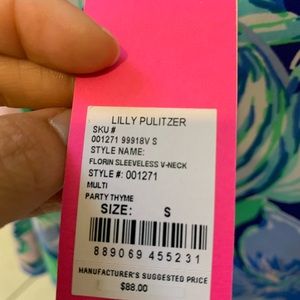 LILLY PULITZER
SKU #
001271 99918V S
STYLE NAME:
FLORIN SLEEVELESS V-NECK
STYLE #: 001271
MULTI
PARTY THYME
SIZE: S
889069 455231
MANUFACTURER'S SUGGESTED PRICE
$88.00